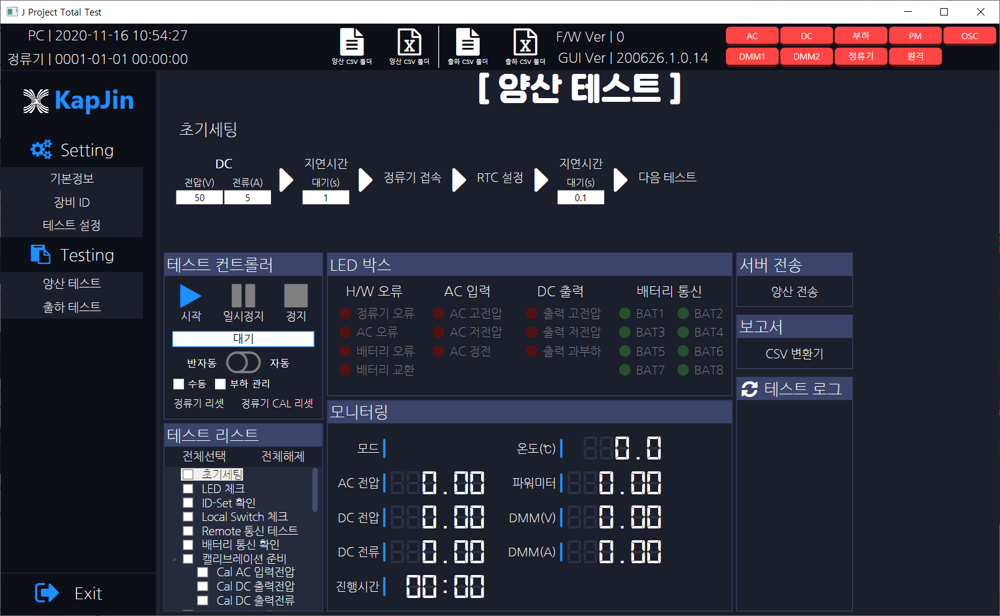 J Project Total Test
PC | 2020-11-16 10:54:27
정류기 | 0001-01-01 00:00:00
양산 CSV 폴더
양산 CSV 폴더
출하 CSV 폴더
출하 CSV 폴더
F/W Ver | 0
GUI Ver | 200626.1.0.14
AC
DC
부하
PM
OSC
DMM1
DMM2
정류기
원격
KapJin
Setting
기본정보
장비 ID
테스트 설정
Testing
양산 테스트
출하 테스트
Exit
[ 양산 테스트 ]
초기세팅
DC
전압(V) 전류(A)
50 5
지연시간
대기(s)
1
정류기 접속
RTC 설정
지연시간
대기(s)
0.1
다음 테스트
테스트 컨트롤러
시작 일시정지 정지
대기
반자동 자동
수동 부하 관리
정류기 리셋 정류기 CAL 리셋
테스트 리스트
전체선택 전체해제
초기세팅
LED 체크
ID-Set 확인
Local Switch 체크
Remote 통신 테스트
배터리 통신 확인
캘리브레이션 준비
Cal AC 입력전압
Cal DC 출력전압
Cal DC 출력전류
LED 박스
H/W 오류 AC 입력 DC 출력 배터리 통신
정류기 오류 AC 고전압 출력 고전압 BAT1 BAT2
AC 오류 AC 저전압 출력 저전압 BAT3 BAT4
배터리 오류 AC 정전 출력 과부하 BAT5 BAT6
배터리 교환 BAT7 BAT8
모니터링
모드 온도(℃) 0.0
AC 전압 0.00 파워미터 0.00
DC 전압 0.00 DMM(V) 0.00
DC 전류 0.00 DMM(A) 0.00
진행시간 00:00
서버 전송
양산 전송
보고서
CSV 변환기
테스트 로그